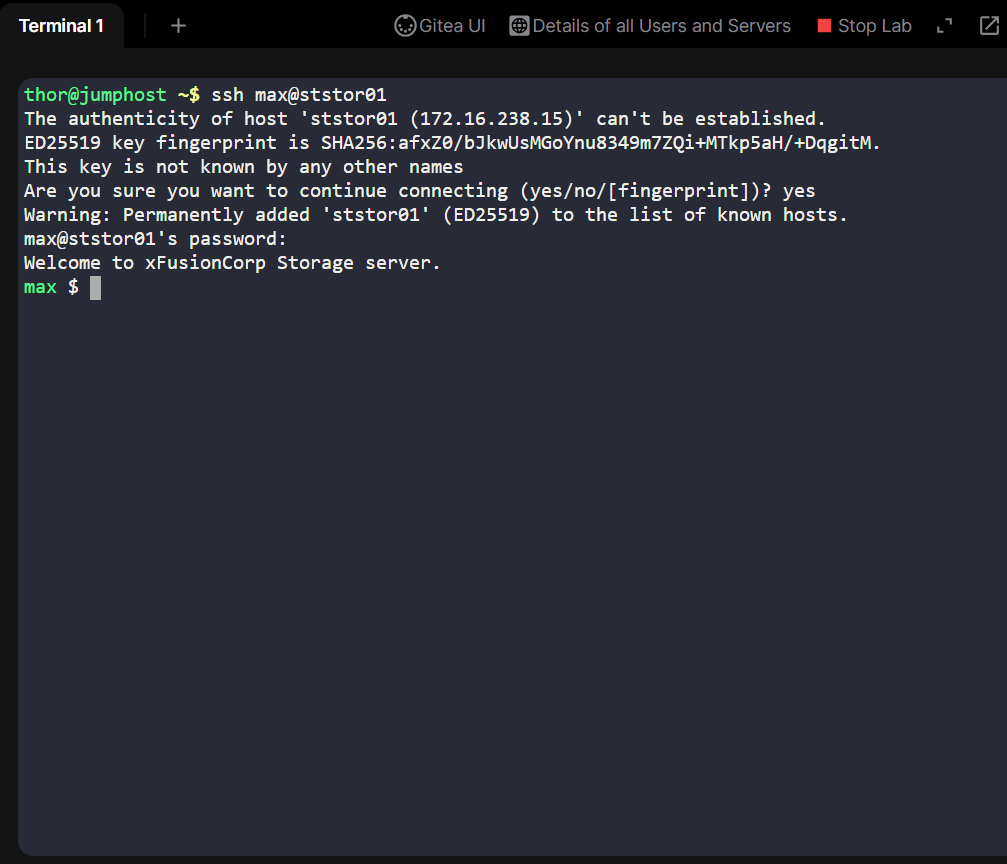 Terminal 1
+
Gitea UI
Details of all Users and Servers
Stop Lab
thor@jumphost ~$ ssh max@ststor01
The authenticity of host 'ststor01 (172.16.238.15)' can't be established.
ED25519 key fingerprint is SHA256:afxZ0/bJkwUsMGoYnu8349m7ZQi+MTkp5aH/+DqgitM.
This key is not known by any other names
Are you sure you want to continue connecting (yes/no/[fingerprint])? yes
Warning: Permanently added 'ststor01' (ED25519) to the list of known hosts.
max@ststor01's password:
Welcome to xFusionCorp Storage server.
max $